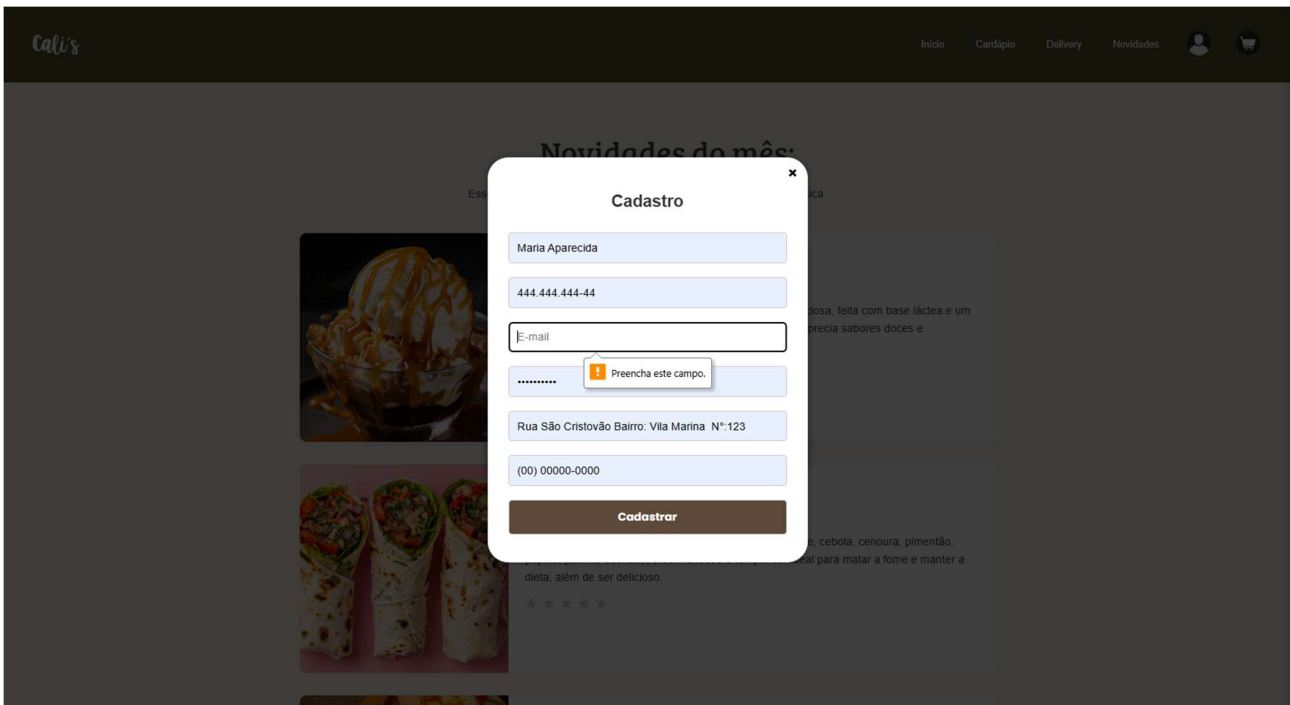 Cali's
Início Cardápio Delivery Novidades
Novidades do mês:
Ess
ica.
Cadastro
Maria Aparecida
444.444.444-44
iosa, feita com base láctea e um
E-mail
precia sabores doces e
Preencha este campo.
••••••••••
Rua São Cristovão Bairro: Vila Marina N°:123
(00) 00000-0000
Cadastrar
e, cebola, cenoura, pimentão,
eal para matar a fome e manter a
dieta, além de ser delicioso.